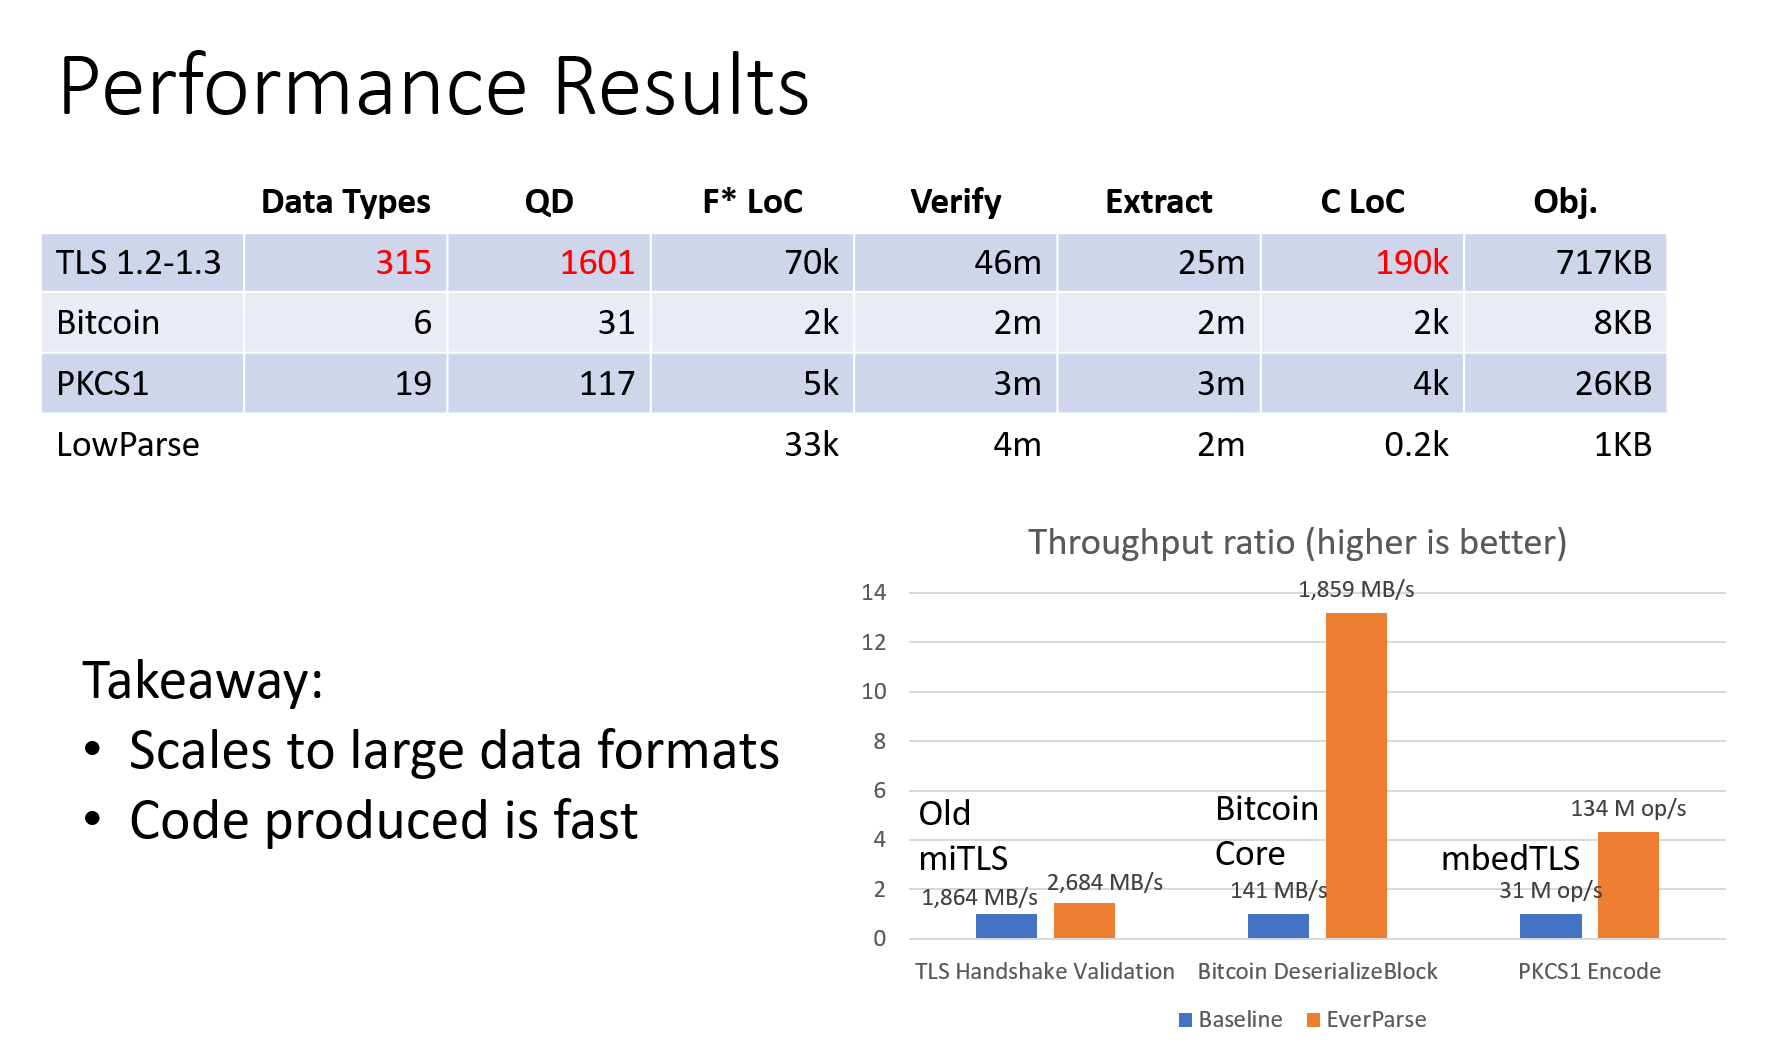 Performance Results
Data Types QD F* LoC Verify Extract C LoC Obj.
TLS 1.2-1.3 315 1601 70k 46m 25m 190k 717KB
Bitcoin 6 31 2k 2m 2m 2k 8KB
PKCS1 19 117 5k 3m 3m 4k 26KB
LowParse 33k 4m 2m 0.2k 1KB
Takeaway:
• Scales to large data formats
• Code produced is fast
Throughput ratio (higher is better)
14
12
10
8
6
4
2
0
Old
miTLS
1,864 MB/s
2,684 MB/s
Bitcoin
Core
141 MB/s
1,859 MB/s
mbedTLS
31 M op/s
134 M op/s
TLS Handshake Validation Bitcoin DeserializeBlock PKCS1 Encode
Baseline EverParse